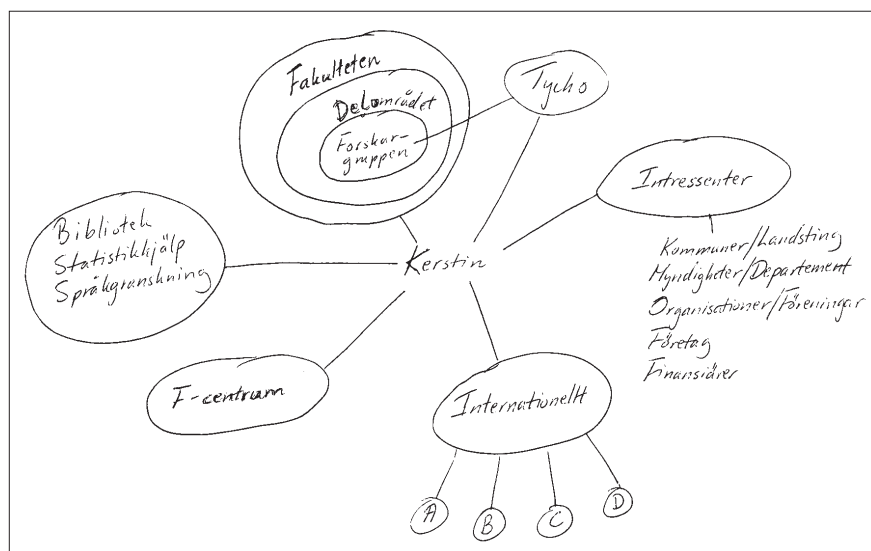 Fakulteten
Delområdet
Forskar-
gruppen
Tycho
Intressenter
Kommuner/Landsting
Myndigheter/Departement
Organisationer/Föreningar
Företag
Finansiärer
Bibliotek
Statistikhjälp
Språkgranskning
Kerstin
F-centrum
Internationellt
A
B
C
D